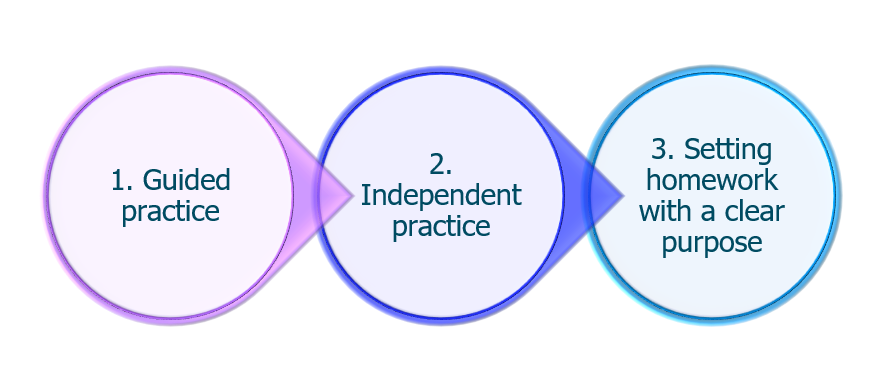 1. Guided
practice
2.
Independent
practice
3. Setting
homework
with a clear
purpose